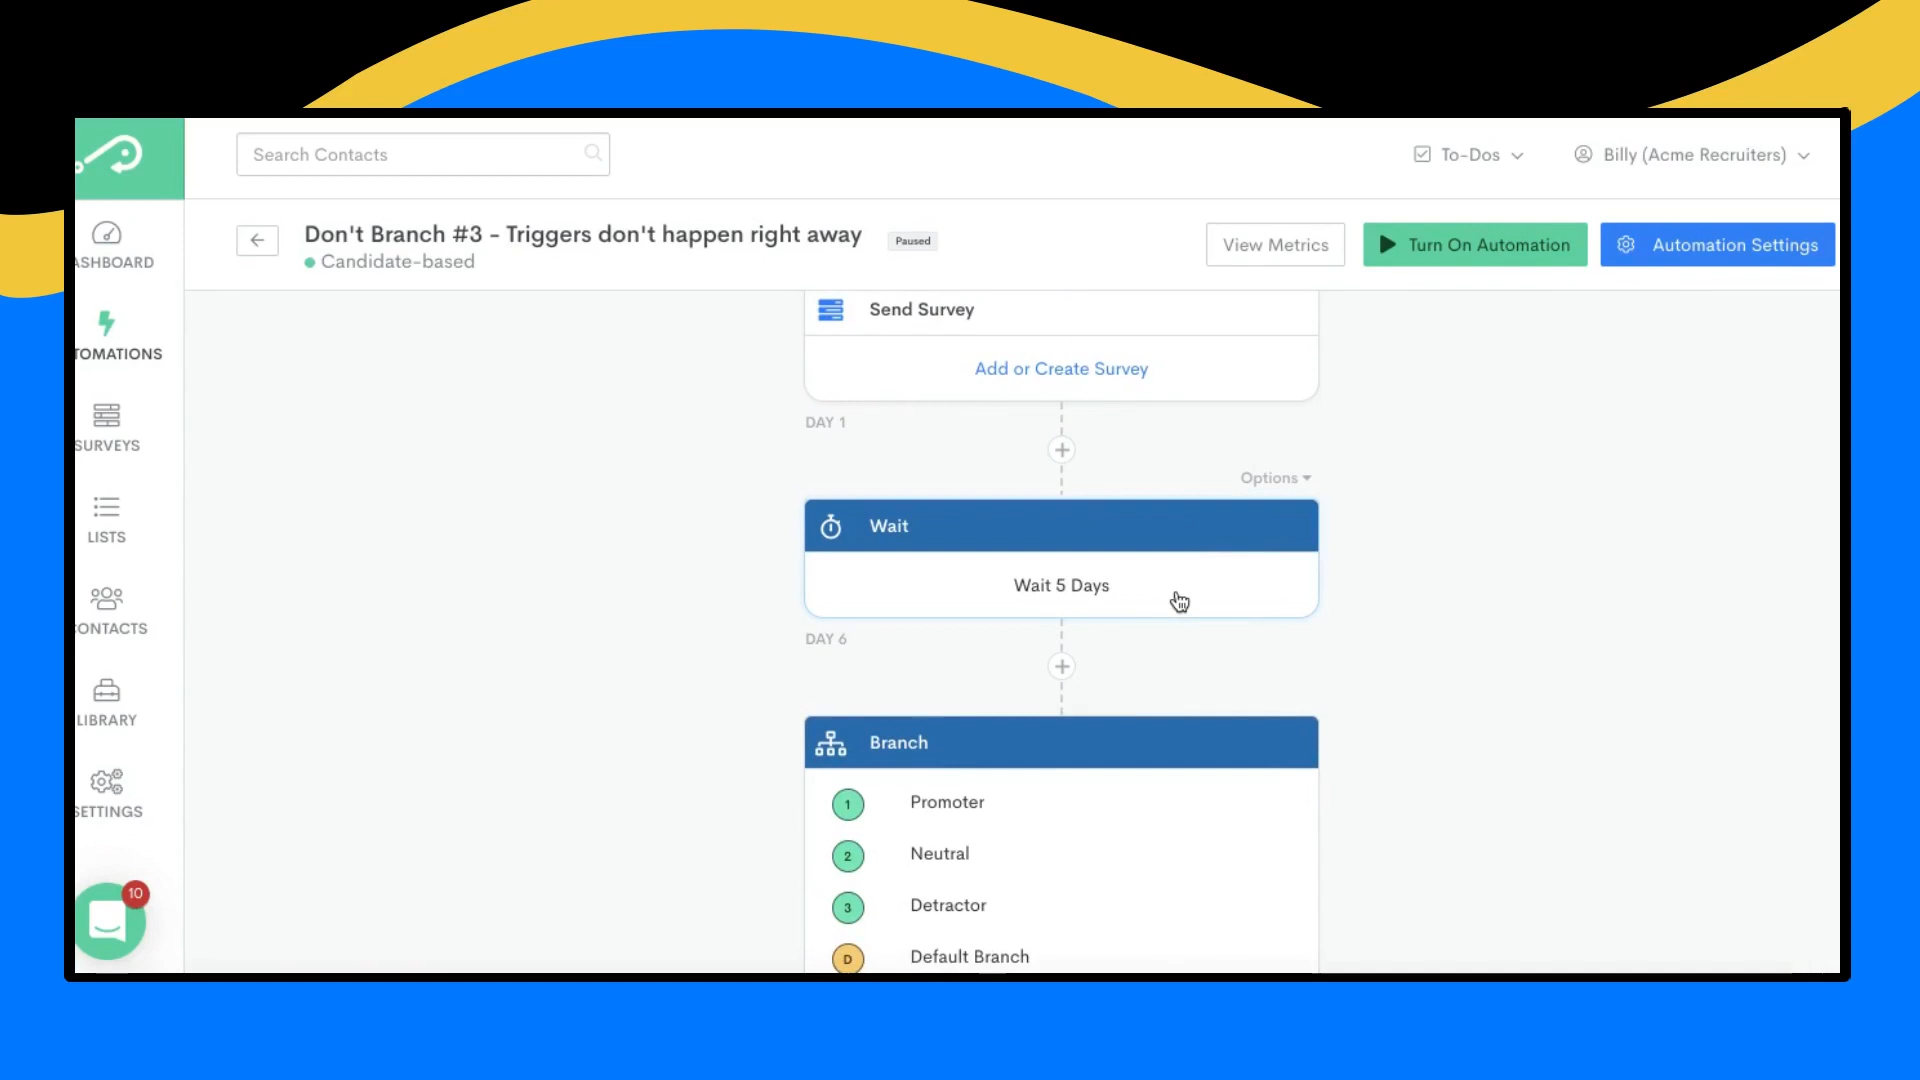 Search Contacts
To-Dos
Billy (Acme Recruiters)
Don't Branch #3 - Triggers don't happen right away
Paused
Candidate-based
View Metrics
Turn On Automation
Automation Settings
ASHBOARD
TOMATIONS
SURVEYS
LISTS
ONTACTS
LIBRARY
SETTINGS
10
Send Survey
Add or Create Survey
DAY 1
Options
Wait
Wait 5 Days
DAY 6
Branch
1 Promoter
2 Neutral
3 Detractor
D Default Branch